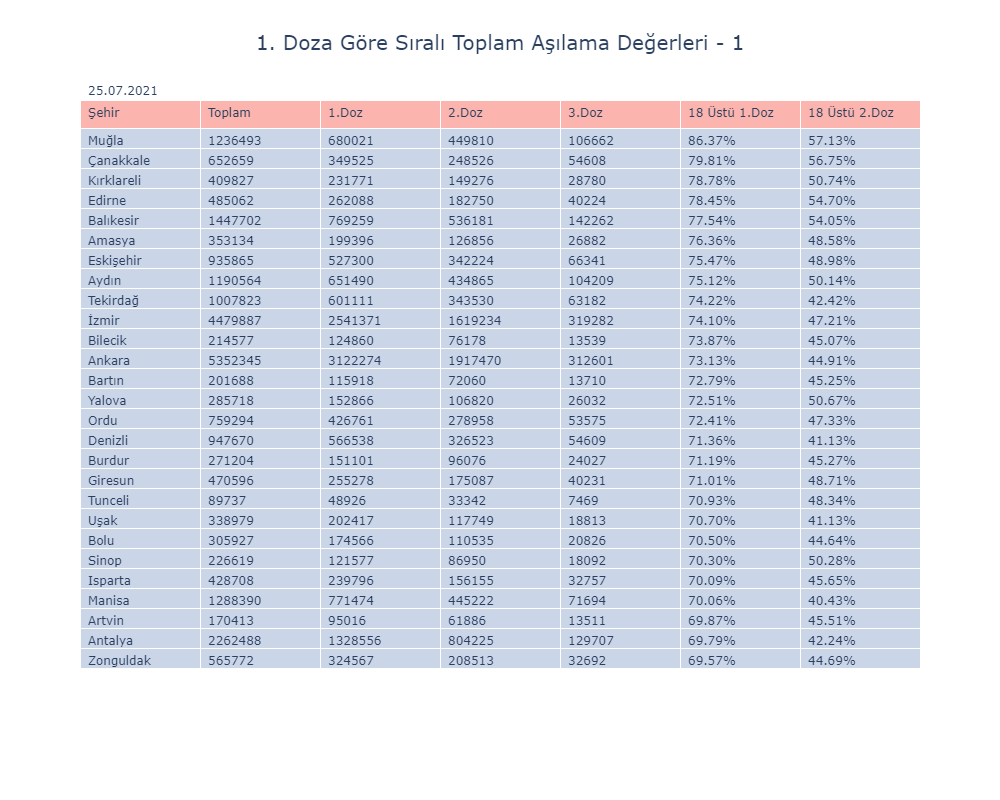 1. Doza Göre Sıralı Toplam Aşılama Değerleri - 1
25.07.2021
Şehir Toplam 1.Doz 2.Doz 3.Doz 18 Üstü 1.Doz 18 Üstü 2.Doz
Muğla 1236493 680021 449810 106662 86.37% 57.13%
Çanakkale 652659 349525 248526 54608 79.81% 56.75%
Kırklareli 409827 231771 149276 28780 78.78% 50.74%
Edirne 485062 262088 182750 40224 78.45% 54.70%
Balıkesir 1447702 769259 536181 142262 77.54% 54.05%
Amasya 353134 199396 126856 26882 76.36% 48.58%
Eskişehir 935865 527300 342224 66341 75.47% 48.98%
Aydın 1190564 651490 434865 104209 75.12% 50.14%
Tekirdağ 1007823 601111 343530 63182 74.22% 42.42%
İzmir 4479887 2541371 1619234 319282 74.10% 47.21%
Bilecik 214577 124860 76178 13539 73.87% 45.07%
Ankara 5352345 3122274 1917470 312601 73.13% 44.91%
Bartın 201688 115918 72060 13710 72.79% 45.25%
Yalova 285718 152866 106820 26032 72.51% 50.67%
Ordu 759294 426761 278958 53575 72.41% 47.33%
Denizli 947670 566538 326523 54609 71.36% 41.13%
Burdur 271204 151101 96076 24027 71.19% 45.27%
Giresun 470596 255278 175087 40231 71.01% 48.71%
Tunceli 89737 48926 33342 7469 70.93% 48.34%
Uşak 338979 202417 117749 18813 70.70% 41.13%
Bolu 305927 174566 110535 20826 70.50% 44.64%
Sinop 226619 121577 86950 18092 70.30% 50.28%
Isparta 428708 239796 156155 32757 70.09% 45.65%
Manisa 1288390 771474 445222 71694 70.06% 40.43%
Artvin 170413 95016 61886 13511 69.87% 45.51%
Antalya 2262488 1328556 804225 129707 69.79% 42.24%
Zonguldak 565772 324567 208513 32692 69.57% 44.69%